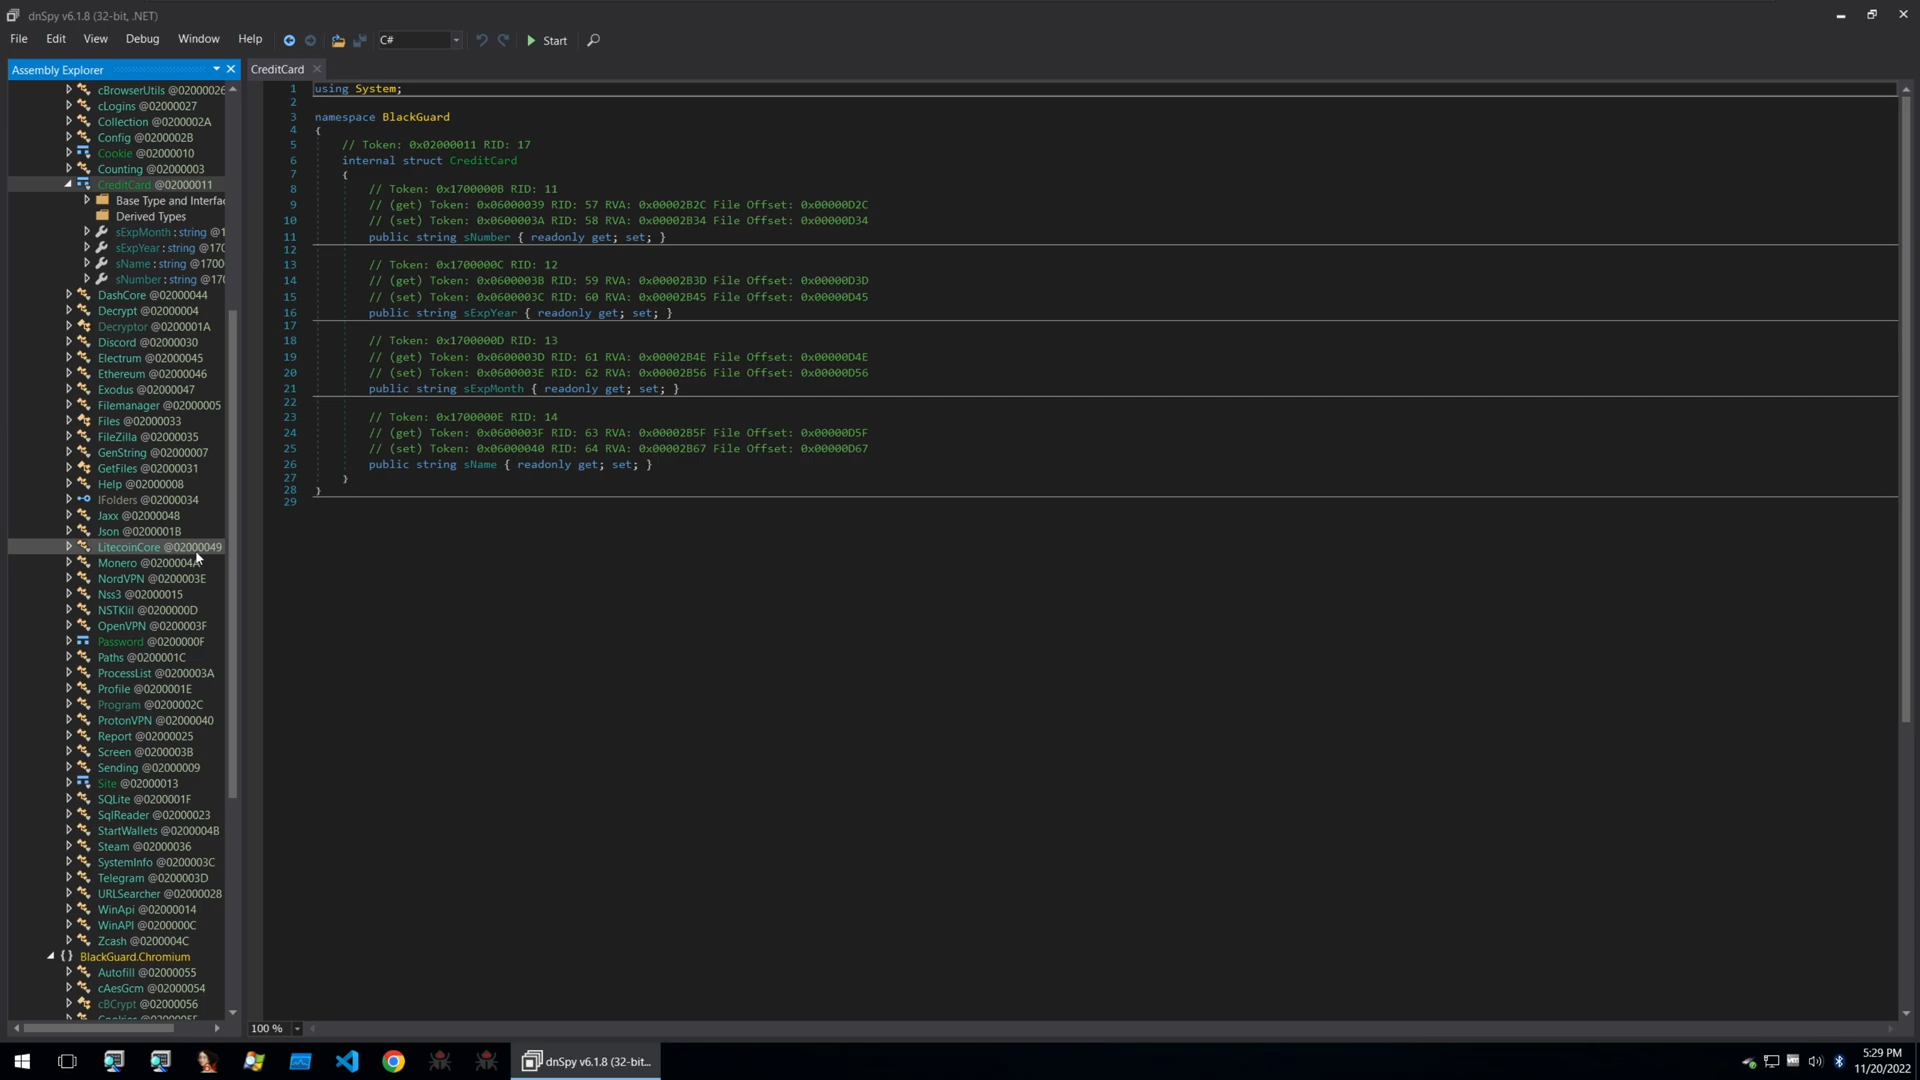 dnSpy v6.1.8 (32-bit, .NET)
File Edit View Debug Window Help C# Start
Assembly Explorer
CreditCard
cBrowserUtils @02000026
cLogins @02000027
Collection @0200002A
Config @0200002B
Cookie @02000010
Counting @02000003
CreditCard @02000011
Base Type and Interfac
Derived Types
sExpMonth : string @1
sExpYear : string @170
sName : string @1700
sNumber : string @170
DashCore @02000044
Decrypt @02000004
Decryptor @0200001A
Discord @02000030
Electrum @02000045
Ethereum @02000046
Exodus @02000047
Filemanager @02000005
Files @02000033
FileZilla @02000035
GenString @02000007
GetFiles @02000031
Help @02000008
IFolders @02000034
Jaxx @02000048
Json @0200001B
LitecoinCore @02000049
Monero @0200004A
NordVPN @0200003E
Nss3 @02000015
NSTKlil @0200000D
OpenVPN @0200003F
Password @0200000F
Paths @0200001C
ProcessList @0200003A
Profile @0200001E
Program @0200002C
ProtonVPN @02000040
Report @02000025
Screen @0200003B
Sending @02000009
Site @02000013
SQLite @0200001F
SqlReader @02000023
StartWallets @0200004B
Steam @02000036
SystemInfo @0200003C
Telegram @0200003D
URLSearcher @02000028
WinApi @02000014
WinAPI @0200000C
Zcash @0200004C
{ } BlackGuard.Chromium
Autofill @02000055
cAesGcm @02000054
cBCrypt @02000056
1 using System;
2
3 namespace BlackGuard
4 {
5 // Token: 0x02000011 RID: 17
6 internal struct CreditCard
7 {
8 // Token: 0x1700000B RID: 11
9 // (get) Token: 0x06000039 RID: 57 RVA: 0x00002B2C File Offset: 0x00000D2C
10 // (set) Token: 0x0600003A RID: 58 RVA: 0x00002B34 File Offset: 0x00000D34
11 public string sNumber { readonly get; set; }
12
13 // Token: 0x1700000C RID: 12
14 // (get) Token: 0x0600003B RID: 59 RVA: 0x00002B3D File Offset: 0x00000D3D
15 // (set) Token: 0x0600003C RID: 60 RVA: 0x00002B45 File Offset: 0x00000D45
16 public string sExpYear { readonly get; set; }
17
18 // Token: 0x1700000D RID: 13
19 // (get) Token: 0x0600003D RID: 61 RVA: 0x00002B4E File Offset: 0x00000D4E
20 // (set) Token: 0x0600003E RID: 62 RVA: 0x00002B56 File Offset: 0x00000D56
21 public string sExpMonth { readonly get; set; }
22
23 // Token: 0x1700000E RID: 14
24 // (get) Token: 0x0600003F RID: 63 RVA: 0x00002B5F File Offset: 0x00000D5F
25 // (set) Token: 0x06000040 RID: 64 RVA: 0x00002B67 File Offset: 0x00000D67
26 public string sName { readonly get; set; }
27 }
28 }
29
100 %
dnSpy v6.1.8 (32-bit...
5:29 PM
11/20/2022